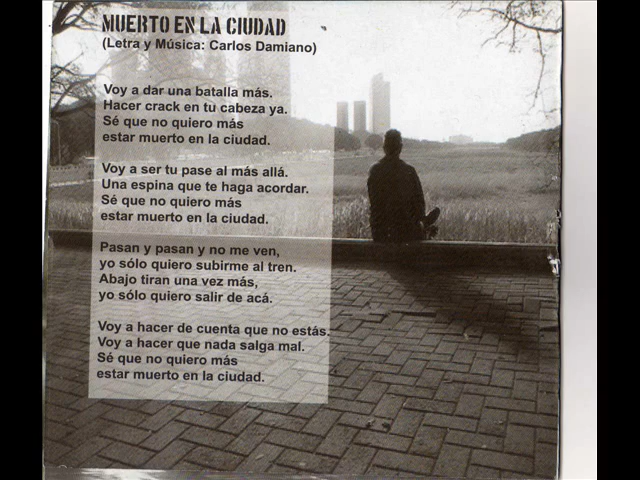 MUERTO EN LA CIUDAD
(Letra y Música: Carlos Damiano)
Voy a dar una batalla más.
Hacer crack en tu cabeza ya.
Sé que no quiero más
estar muerto en la ciudad.
Voy a ser tu pase al más allá.
Una espina que te haga acordar.
Sé que no quiero más
estar muerto en la ciudad.
Pasan y pasan y no me ven,
yo sólo quiero subirme al tren.
Abajo tiran una vez más,
yo sólo quiero salir de acá.
Voy a hacer de cuenta que no estás.
Voy a hacer que nada salga mal.
Sé que no quiero más
estar muerto en la ciudad.